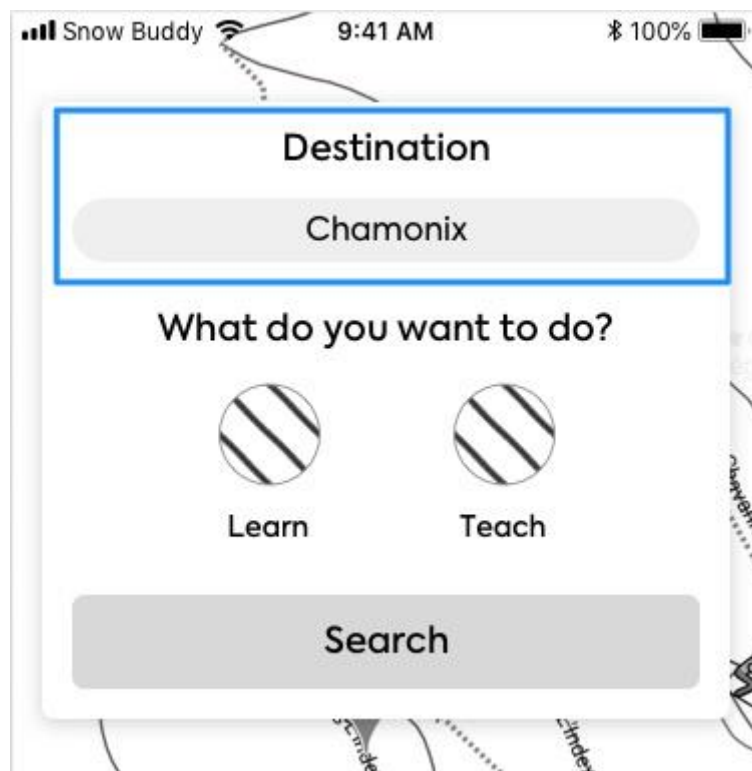 Snow Buddy 9:41 AM 100%
Destination
Chamonix
What do you want to do?
Learn Teach
Search